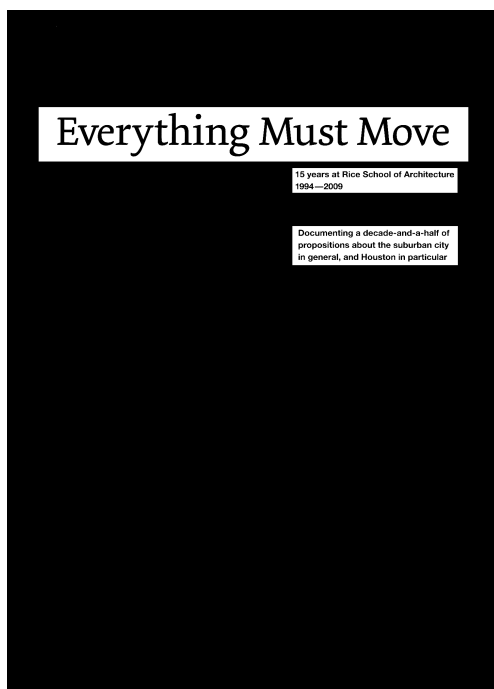 Everything Must Move
15 years at Rice School of Architecture
1994—2009
Documenting a decade-and-a-half of
propositions about the suburban city
in general, and Houston in particular